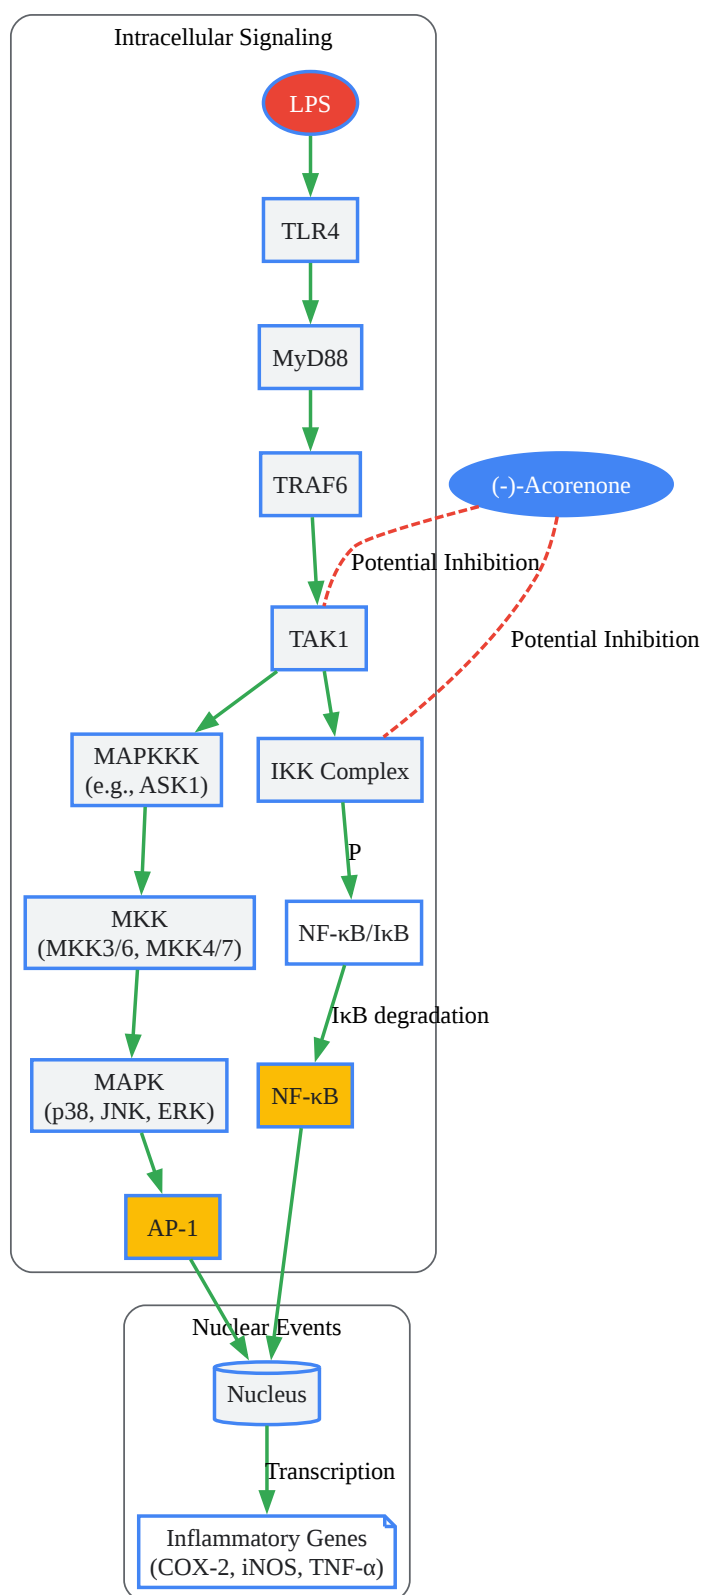 Intracellular Signaling
LPS
TLR4
MyD88
TRAF6
(-)-Acorenone
Potential Inhibition
TAK1
Potential Inhibition
MAPKKK
(e.g., ASK1)
IKK Complex
P
MKK
(MKK3/6, MKK4/7)
NF-κB/IκB
IκB degradation
MAPK
(p38, JNK, ERK)
NF-κB
AP-1
Nuclear Events
Nucleus
Transcription
Inflammatory Genes
(COX-2, iNOS, TNF-α)